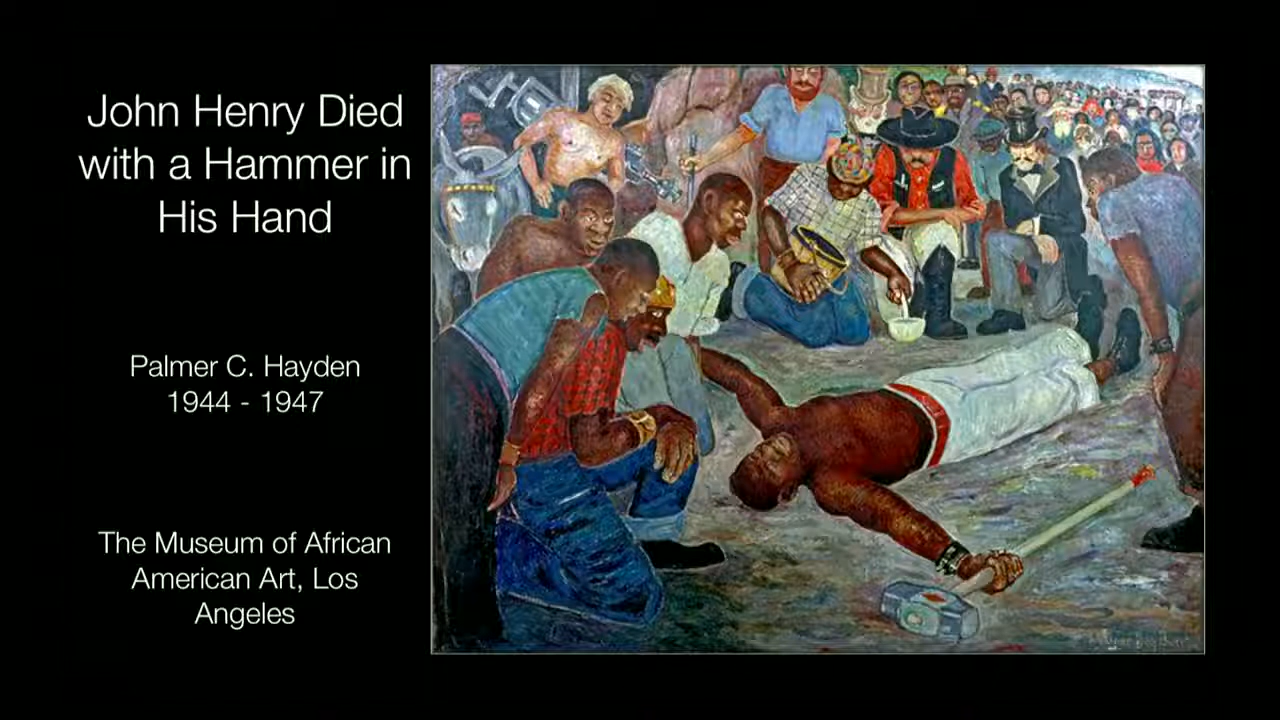 John Henry Died
with a Hammer in
His Hand
Palmer C. Hayden
1944 - 1947
The Museum of African
American Art, Los
Angeles